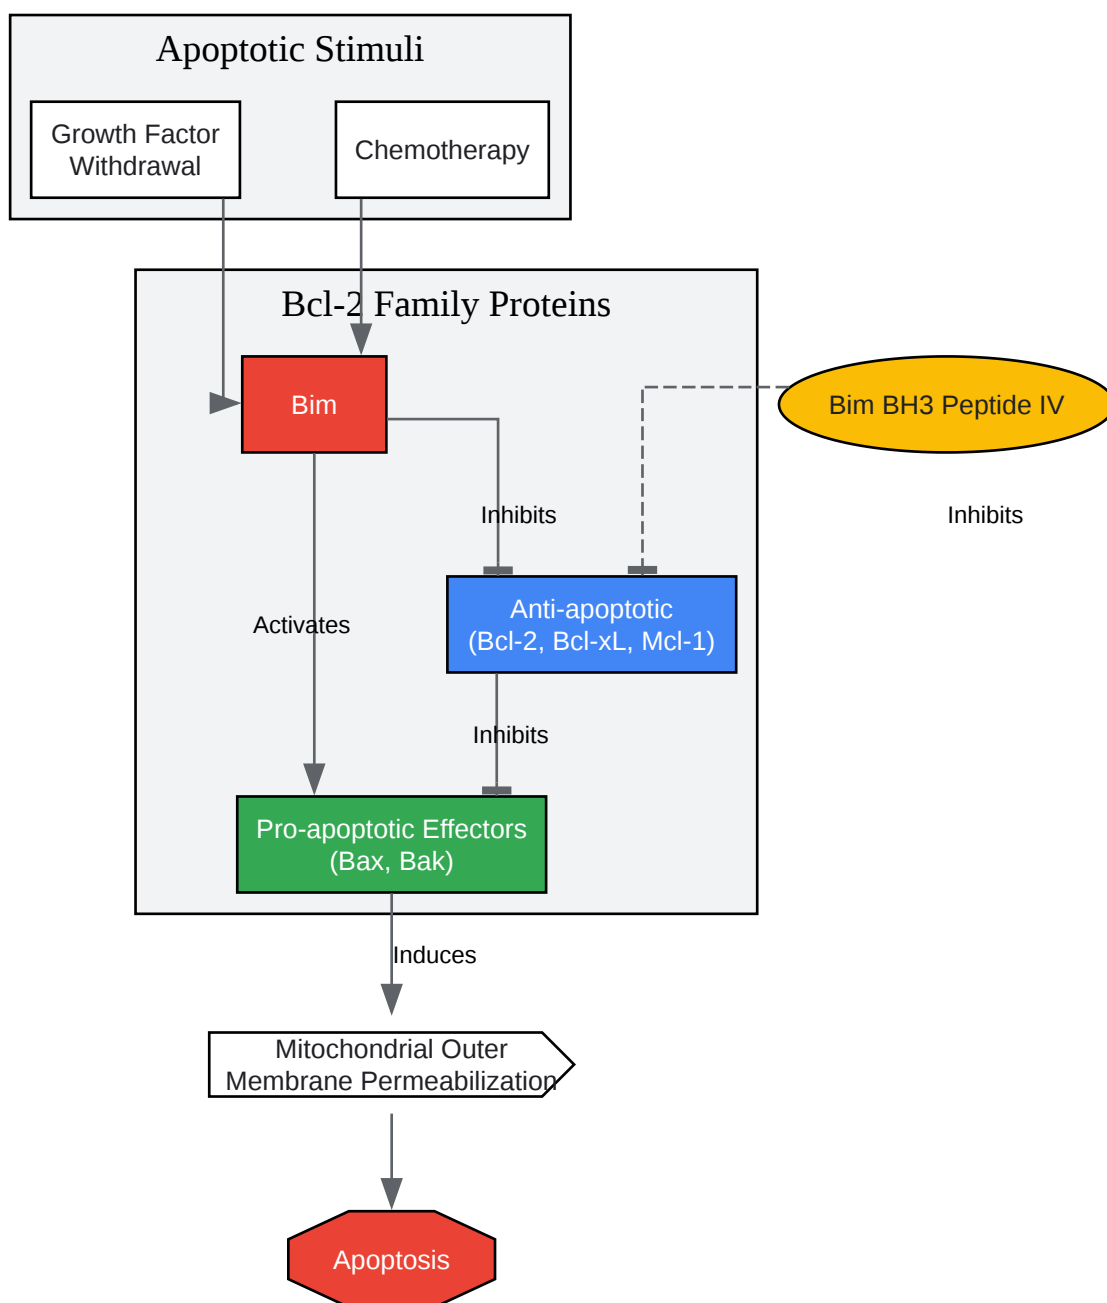 Apoptotic Stimuli
Growth Factor
Withdrawal
Chemotherapy
Bcl-2 Family Proteins
Bim
Bim BH3 Peptide IV
Inhibits
Inhibits
Anti-apoptotic
(Bcl-2, Bcl-xL, Mcl-1)
Activates
Inhibits
Pro-apoptotic Effectors
(Bax, Bak)
Induces
Mitochondrial Outer
Membrane Permeabilization
Apoptosis